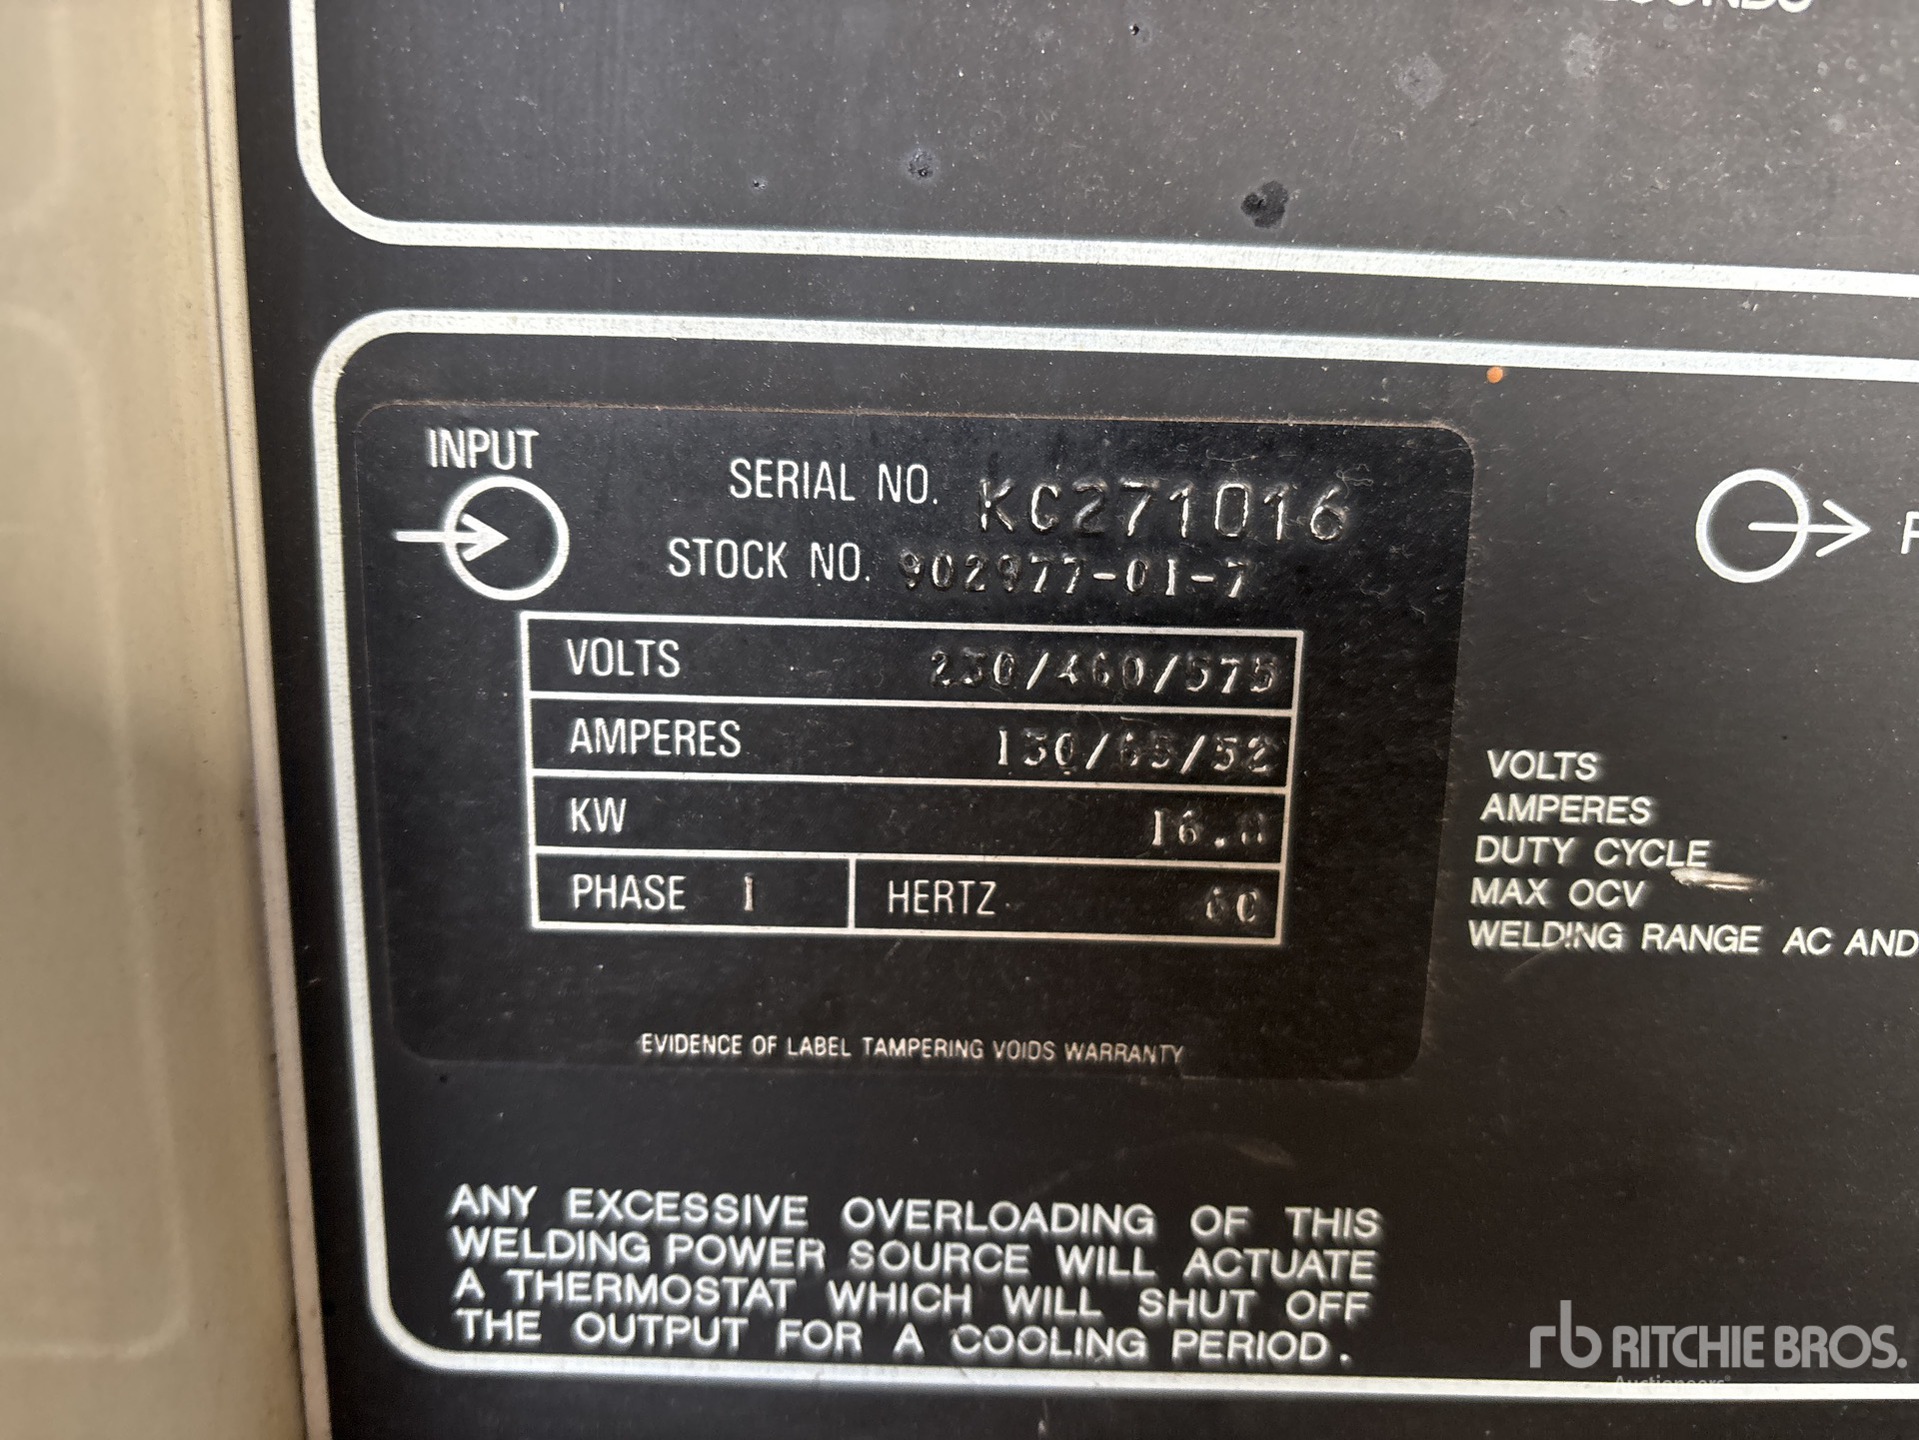 INPUT
SERIAL NO. KC271016
STOCK NO. 902977-01-7
VOLTS 230/460/575
AMPERES 130/65/52
KW 16.8
PHASE 1 HERTZ 60
EVIDENCE OF LABEL TAMPERING VOIDS WARRANTY
VOLTS
AMPERES
DUTY CYCLE
MAX OCV
WELDING RANGE AC AND
ANY EXCESSIVE OVERLOADING OF THIS
WELDING POWER SOURCE WILL ACTUATE
A THERMOSTAT WHICH WILL SHUT OFF
THE OUTPUT FOR A COOLING PERIOD.
rb RITCHIE BROS.
Auctioneers